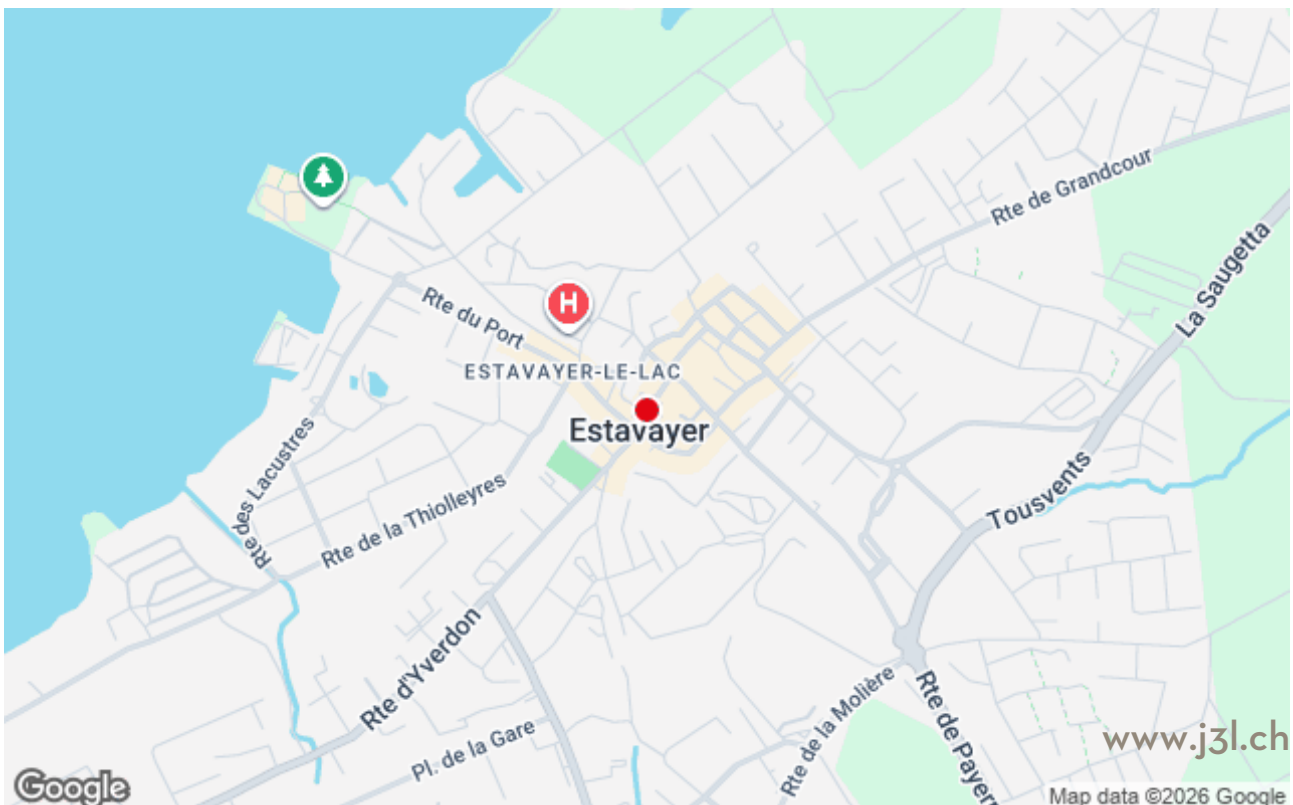 Rte de Grandcour
La Saugetta
Rte du Port
H
ESTAVAYER-LE-LAC
Estavayer
Rte des Lacustres
Rte de la Thiolleyres
Tousvents
Rte d'Yverdon
Pl. de la Gare
Rte de la Molière
Rte de Payern
www.j3l.ch
Google
Map data ©2026 Google